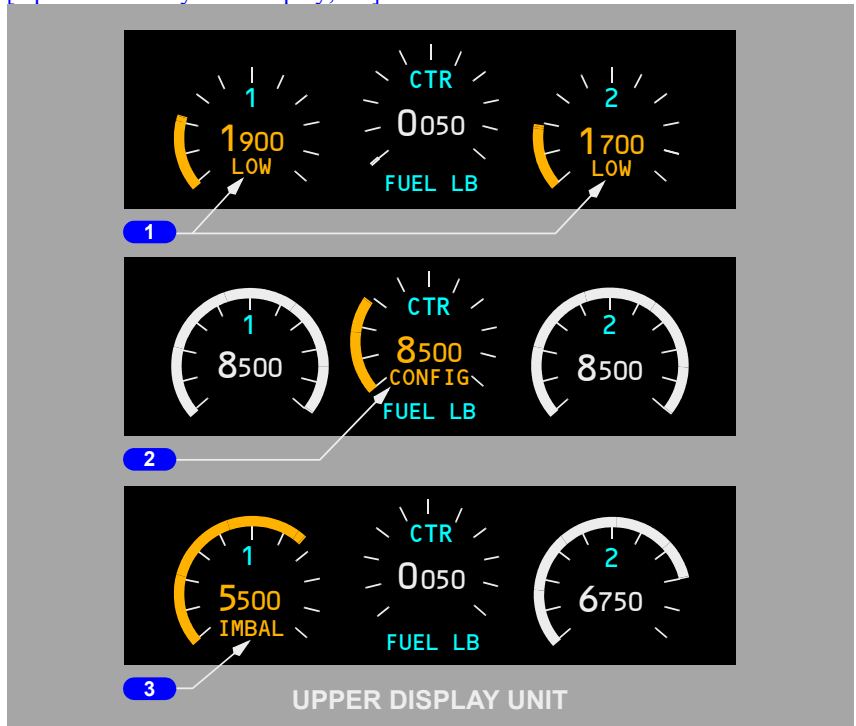 CTR
1 2
1900 0050 1700
LOW LOW
FUEL LB
1
CTR
1 2
8500 8500 8500
CONFIG
FUEL LB
2
CTR
1 2
5500 0050 6750
IMBAL
FUEL LB
3
UPPER DISPLAY UNIT